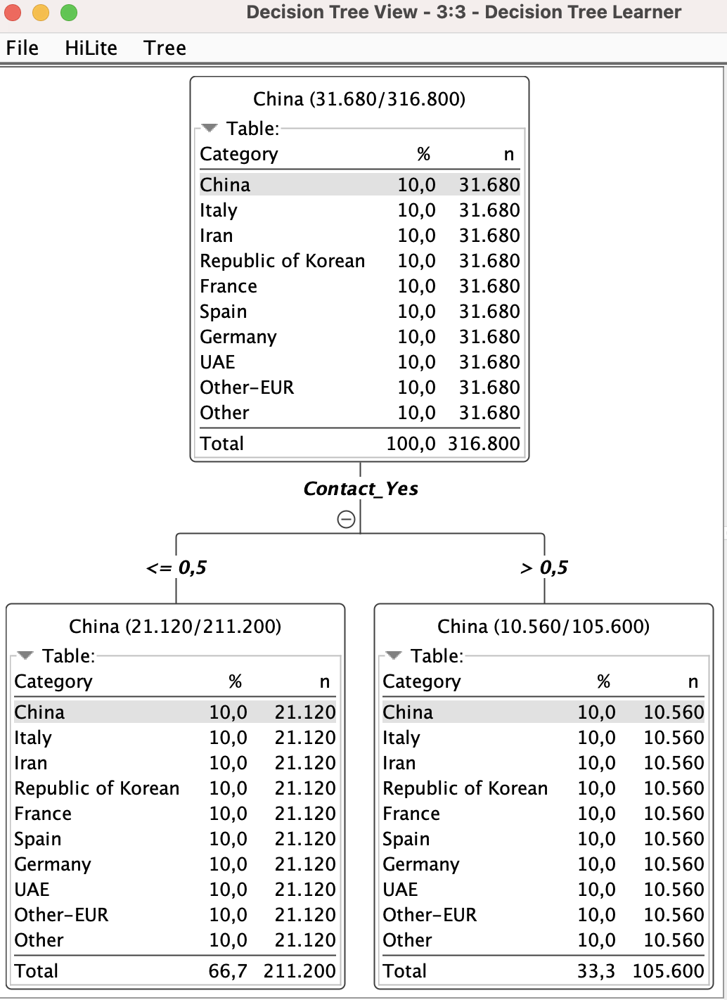 Decision Tree View - 3:3 - Decision Tree Learner
File HiLite Tree
China (31.680/316.800)
Table:
Category % n
China 10,0 31.680
Italy 10,0 31.680
Iran 10,0 31.680
Republic of Korean 10,0 31.680
France 10,0 31.680
Spain 10,0 31.680
Germany 10,0 31.680
UAE 10,0 31.680
Other-EUR 10,0 31.680
Other 10,0 31.680
Total 100,0 316.800
Contact_Yes
<= 0,5
> 0,5
China (21.120/211.200)
Table:
Category % n
China 10,0 21.120
Italy 10,0 21.120
Iran 10,0 21.120
Republic of Korean 10,0 21.120
France 10,0 21.120
Spain 10,0 21.120
Germany 10,0 21.120
UAE 10,0 21.120
Other-EUR 10,0 21.120
Other 10,0 21.120
Total 66,7 211.200
China (10.560/105.600)
Table:
Category % n
China 10,0 10.560
Italy 10,0 10.560
Iran 10,0 10.560
Republic of Korean 10,0 10.560
France 10,0 10.560
Spain 10,0 10.560
Germany 10,0 10.560
UAE 10,0 10.560
Other-EUR 10,0 10.560
Other 10,0 10.560
Total 33,3 105.600